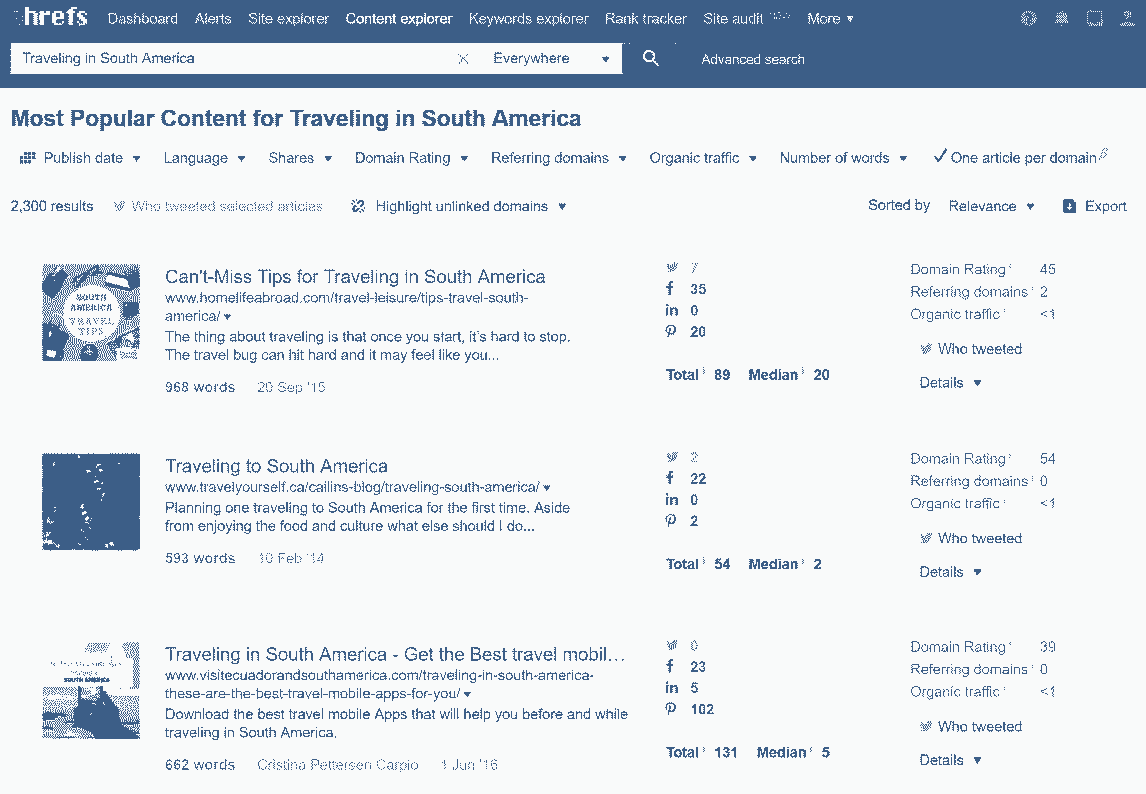 hrefs Dashboard Alerts Site explorer Content explorer Keywords explorer Rank tracker Site audit More
Traveling in South America Everywhere Advanced search
Most Popular Content for Traveling in South America
Publish date Language Shares Domain Rating Referring domains Organic traffic Number of words One article per domain
2,300 results Who tweeted selected articles Highlight unlinked domains Sorted by Relevance Export
SOUTH
AMERICA
TRAVEL
TIPS
Can't-Miss Tips for Traveling in South America
www.homelifeabroad.com/travel-leisure/tips-travel-south-
america/
The thing about traveling is that once you start, it's hard to stop.
The travel bug can hit hard and it may feel like you...
968 words 20 Sep '15
7
35
in 0
20
Total 89 Median 20
Domain Rating 45
Referring domains 2
Organic traffic <1
Who tweeted
Details
Traveling to South America
www.travelyourself.ca/cailins-blog/traveling-south-america/
Planning one traveling to South America for the first time. Aside
from enjoying the food and culture what else should I do...
593 words 10 Feb '14
2
22
in 0
2
Total 54 Median 2
Domain Rating 54
Referring domains 0
Organic traffic <1
Who tweeted
Details
SOUTH AMERICA
Traveling in South America - Get the Best travel mobil...
www.visitecuadorandsouthamerica.com/traveling-in-south-america-
these-are-the-best-travel-mobile-apps-for-you/
Download the best travel mobile Apps that will help you before and while
traveling in South America.
662 words Cristina Pettersen Carpio 1 Jun '16
0
23
in 5
102
Total 131 Median 5
Domain Rating 39
Referring domains 0
Organic traffic <1
Who tweeted
Details